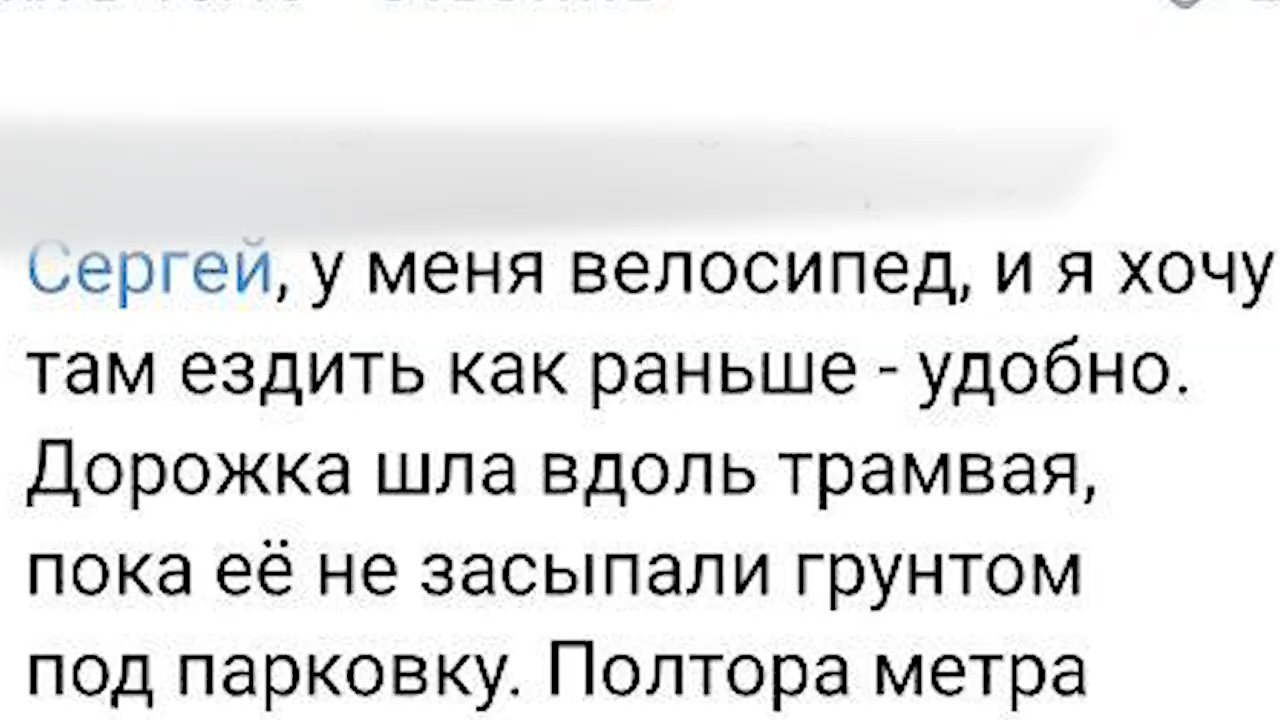 Сергей, у меня велосипед, и я хочу
там ездить как раньше - удобно.
Дорожка шла вдоль трамвая,
пока её не засыпали грунтом
под парковку. Полтора метра